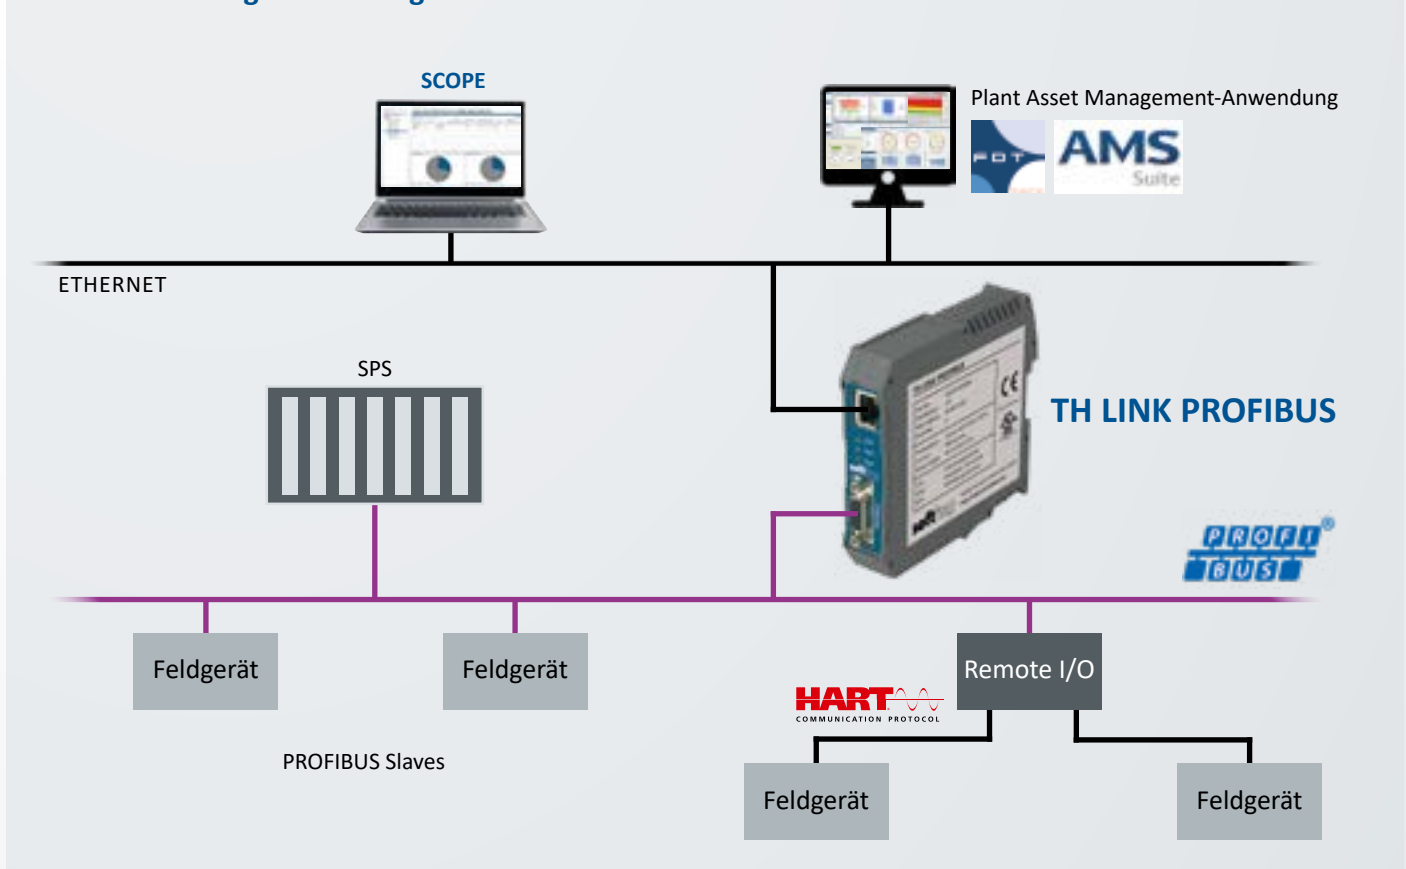 SCOPE
Plant Asset Management-Anwendung
FDT
AMS
Suite
ETHERNET
SPS
TH LINK PROFIBUS
PROFI
BUS®
Feldgerät
Feldgerät
Remote I/O
HART
COMMUNICATION PROTOCOL
PROFIBUS Slaves
Feldgerät
Feldgerät